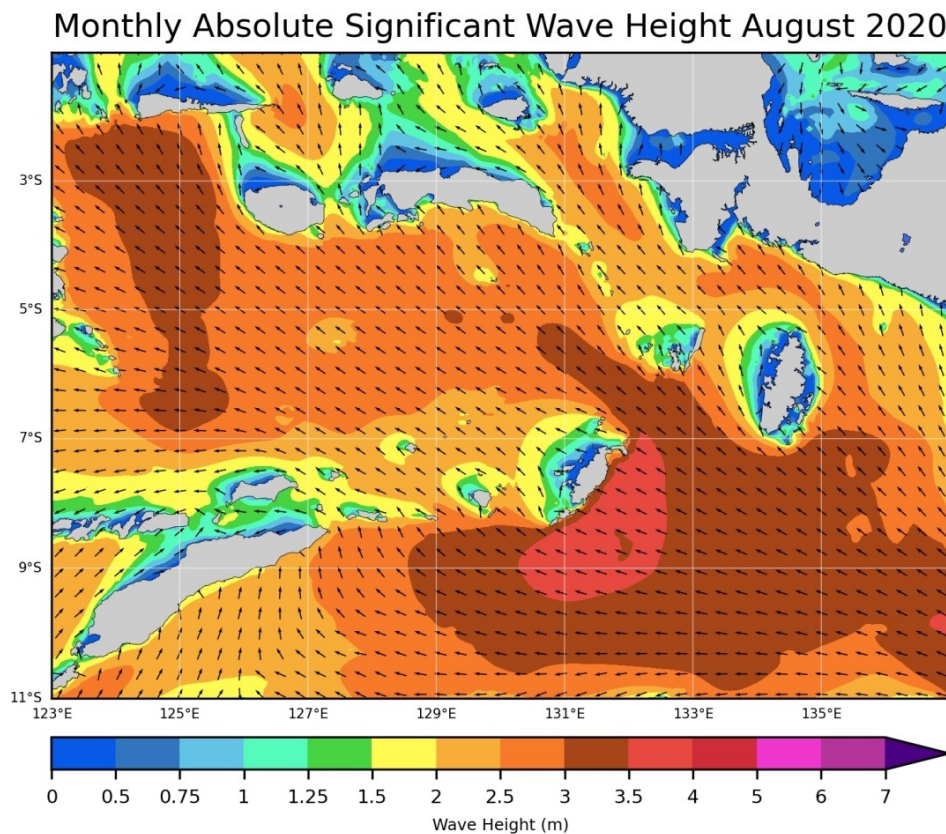 Monthly Absolute Significant Wave Height August 2020
3°S
5°S
7°S
9°S
11°S
123°E 125°E 127°E 129°E 131°E 133°E 135°E
0 0.5 0.75 1 1.25 1.5 2 2.5 3 3.5 4 5 6 7
Wave Height (m)